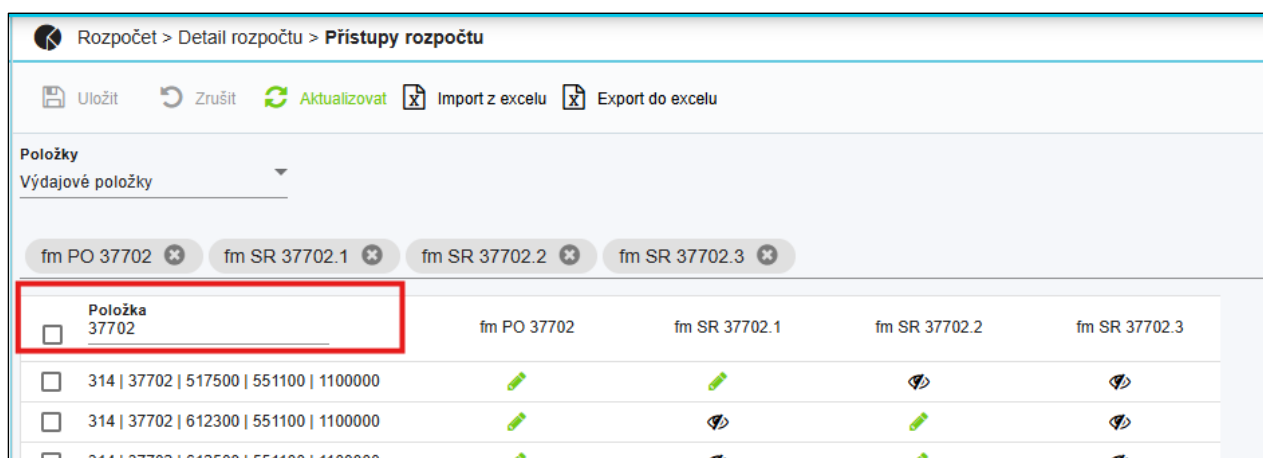 Rozpočet > Detail rozpočtu > Přístupy rozpočtu
Uložit Zrušit Aktualizovat Import z excelu Export do excelu
Položky
Výdajové položky
fm PO 37702 fm SR 37702.1 fm SR 37702.2 fm SR 37702.3
Položka
37702 fm PO 37702 fm SR 37702.1 fm SR 37702.2 fm SR 37702.3
314 | 37702 | 517500 | 551100 | 1100000
314 | 37702 | 612300 | 551100 | 1100000